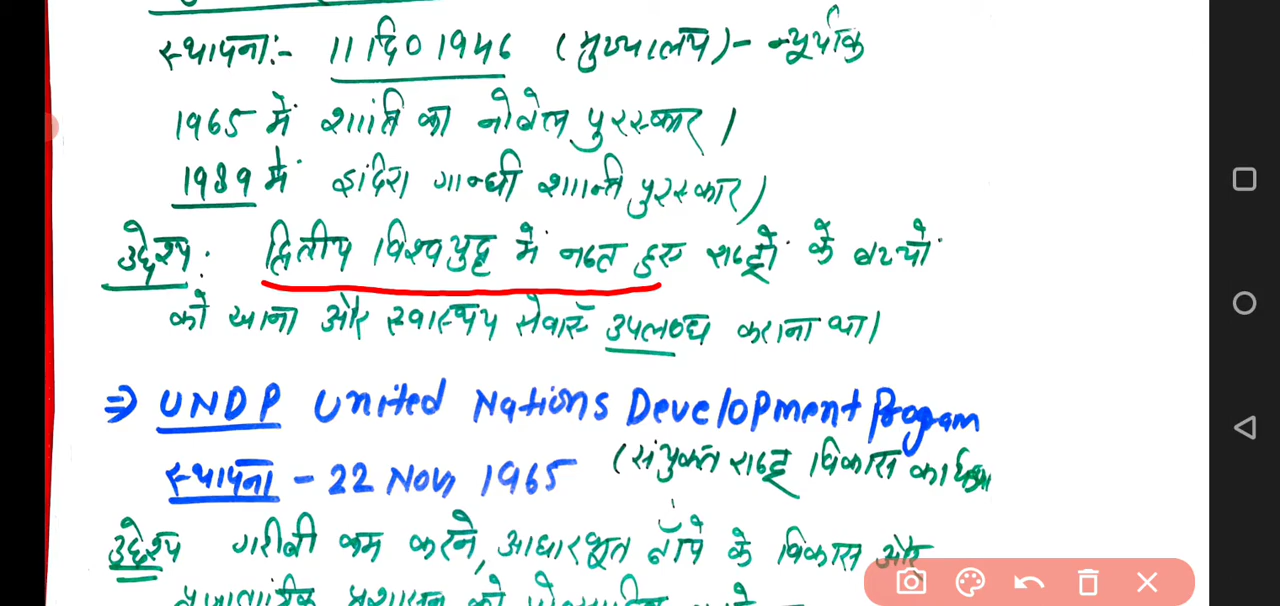 स्थापना:- 11 दि० 1946 (मुख्यालय) - न्यूयॉर्क
1965 में शांति का नोबेल पुरस्कार।
1989 में इंदिरा गान्धी शान्ति पुरस्कार)
उद्देश्य: द्वितीय विश्वयुद्ध में नष्ट हुए राष्ट्रों के बच्चो
को खाना और स्वास्थ्य सेवाएँ उपलब्ध कराना था।
⇒ UNDP United Nations Development Program
(संयुक्त राष्ट्र विकास कार्यक्रम
स्थापना - 22 Nov, 1965
उद्देश्य गरीबी कम करने, आधारभूत ढाँचे के विकास और